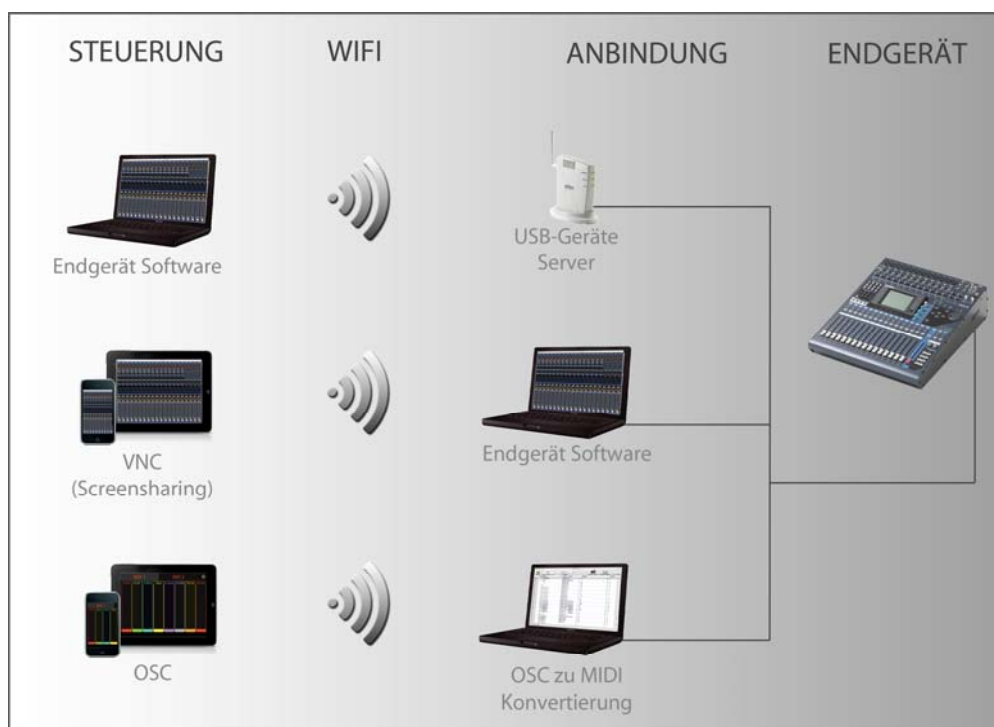 STEUERUNG
WIFI
ANBINDUNG
ENDGERÄT
Endgerät Software
USB-Geräte
Server
VNC
(Screensharing)
Endgerät Software
OSC
OSC zu MIDI
Konvertierung